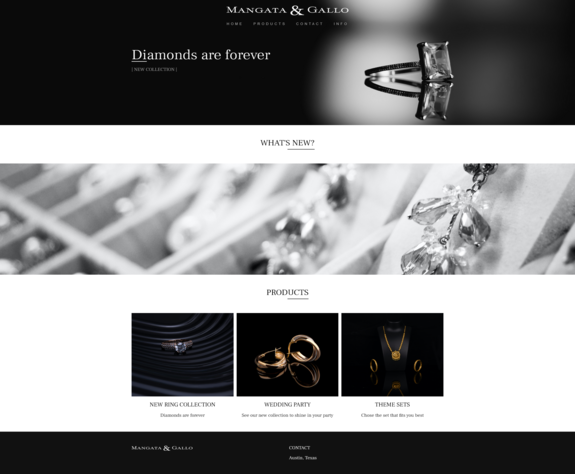 MANGATA & GALLO
HOME PRODUCTS CONTACT INFO
Diamonds are forever
[ NEW COLLECTION ]
WHAT'S NEW?
PRODUCTS
NEW RING COLLECTION
Diamonds are forever
WEDDING PARTY
See out new collection to shine in your party
THEME SETS
Chose the set that fits you best
MANGATA & GALLO
CONTACT
Austin, Texas